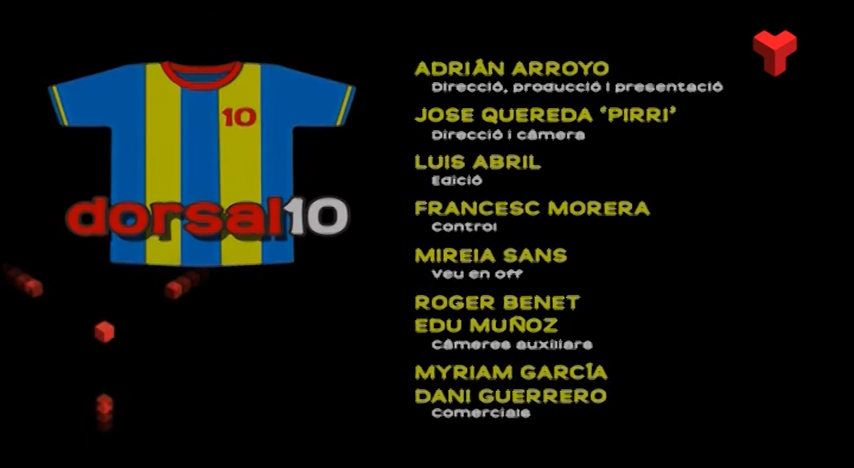 10
dorsal10
ADRIÁN ARROYO
Direcció, producció i presentació
JOSE QUEREDA 'PIRRI'
Direcció i càmera
LUIS ABRIL
Edició
FRANCESC MORERA
Control
MIREIA SANS
Veu en off
ROGER BENET
EDU MUÑOZ
Càmeres auxiliars
MYRIAM GARCÍA
DANI GUERRERO
Comercials